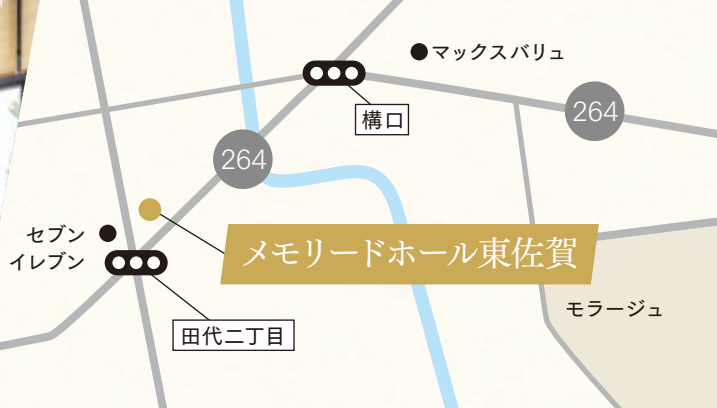 マックスバリュ
構口
264
264
セブン
イレブン
メモリードホール東佐賀
モラージュ
田代二丁目